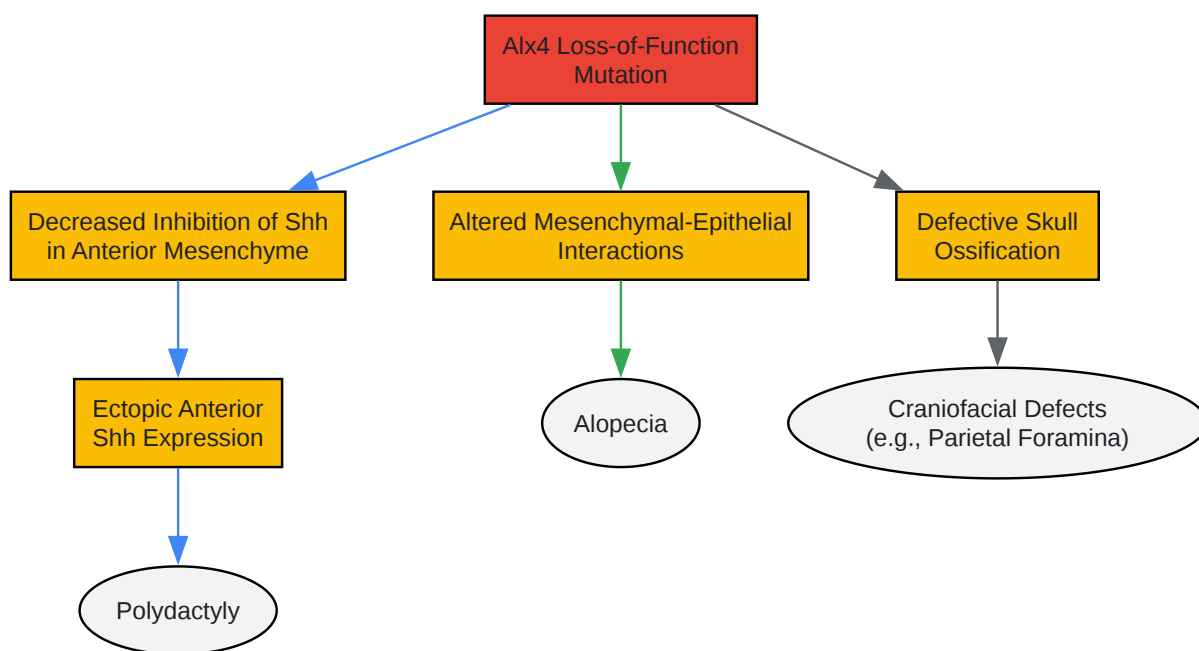 Alx4 Loss-of-Function
Mutation
Decreased Inhibition of Shh
in Anterior Mesenchyme
Altered Mesenchymal-Epithelial
Interactions
Defective Skull
Ossification
Ectopic Anterior
Shh Expression
Alopecia
Craniofacial Defects
(e.g., Parietal Foramina)
Polydactyly